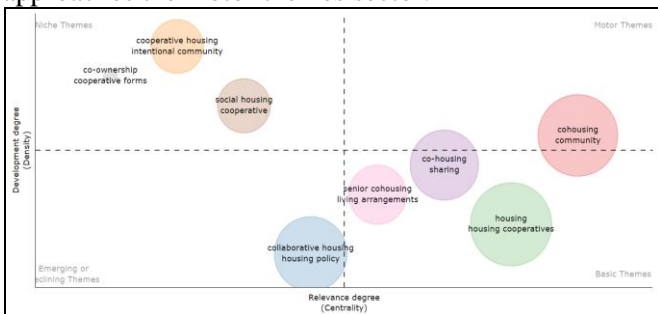 Niche Themes
Motor Themes
cooperative housing
intentional community
co-ownership
cooperative forms
social housing
cooperative
cohousing
community
co-housing
sharing
senior cohousing
living arrangements
housing
housing cooperatives
collaborative housing
housing policy
Development degree
(Density)
Emerging or
eclining Themes
Basic Themes
Relevance degree
(Centrality)